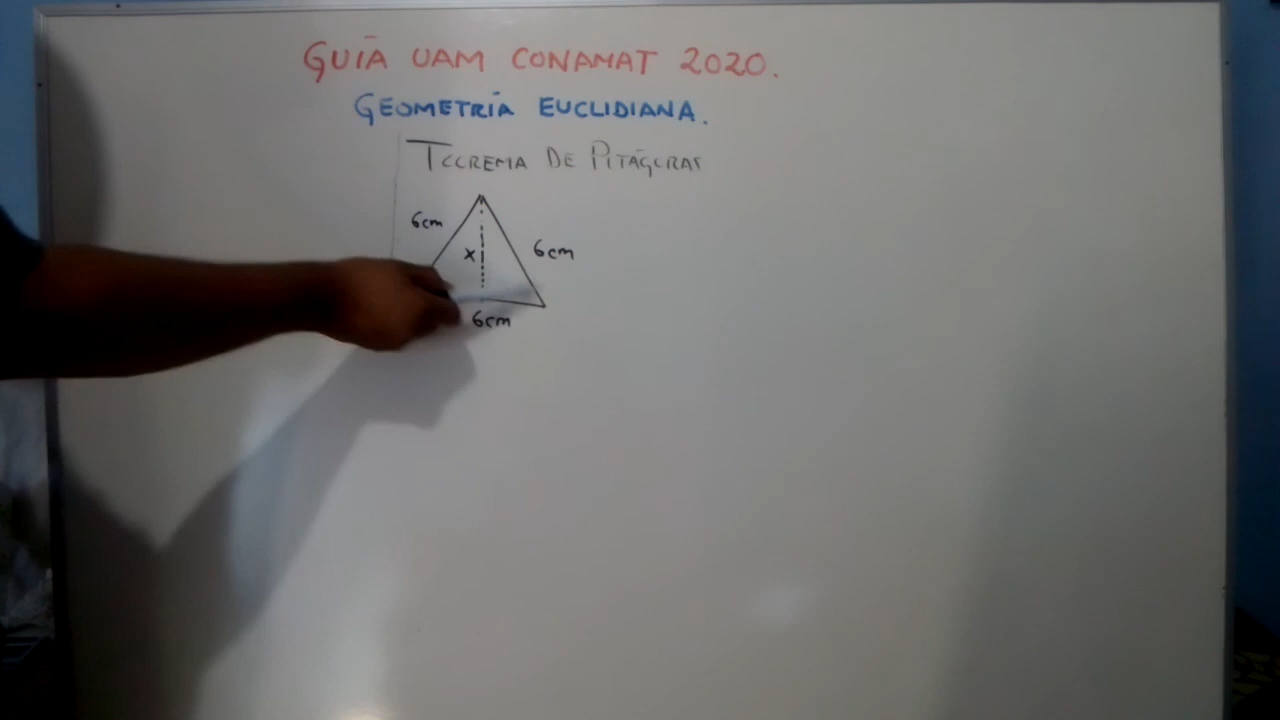 GUÍA UAM CONAMAT 2020.
GEOMETRÍA EUCLIDIANA.
TEOREMA DE PITÁGORAS
6cm
x
6cm
6cm